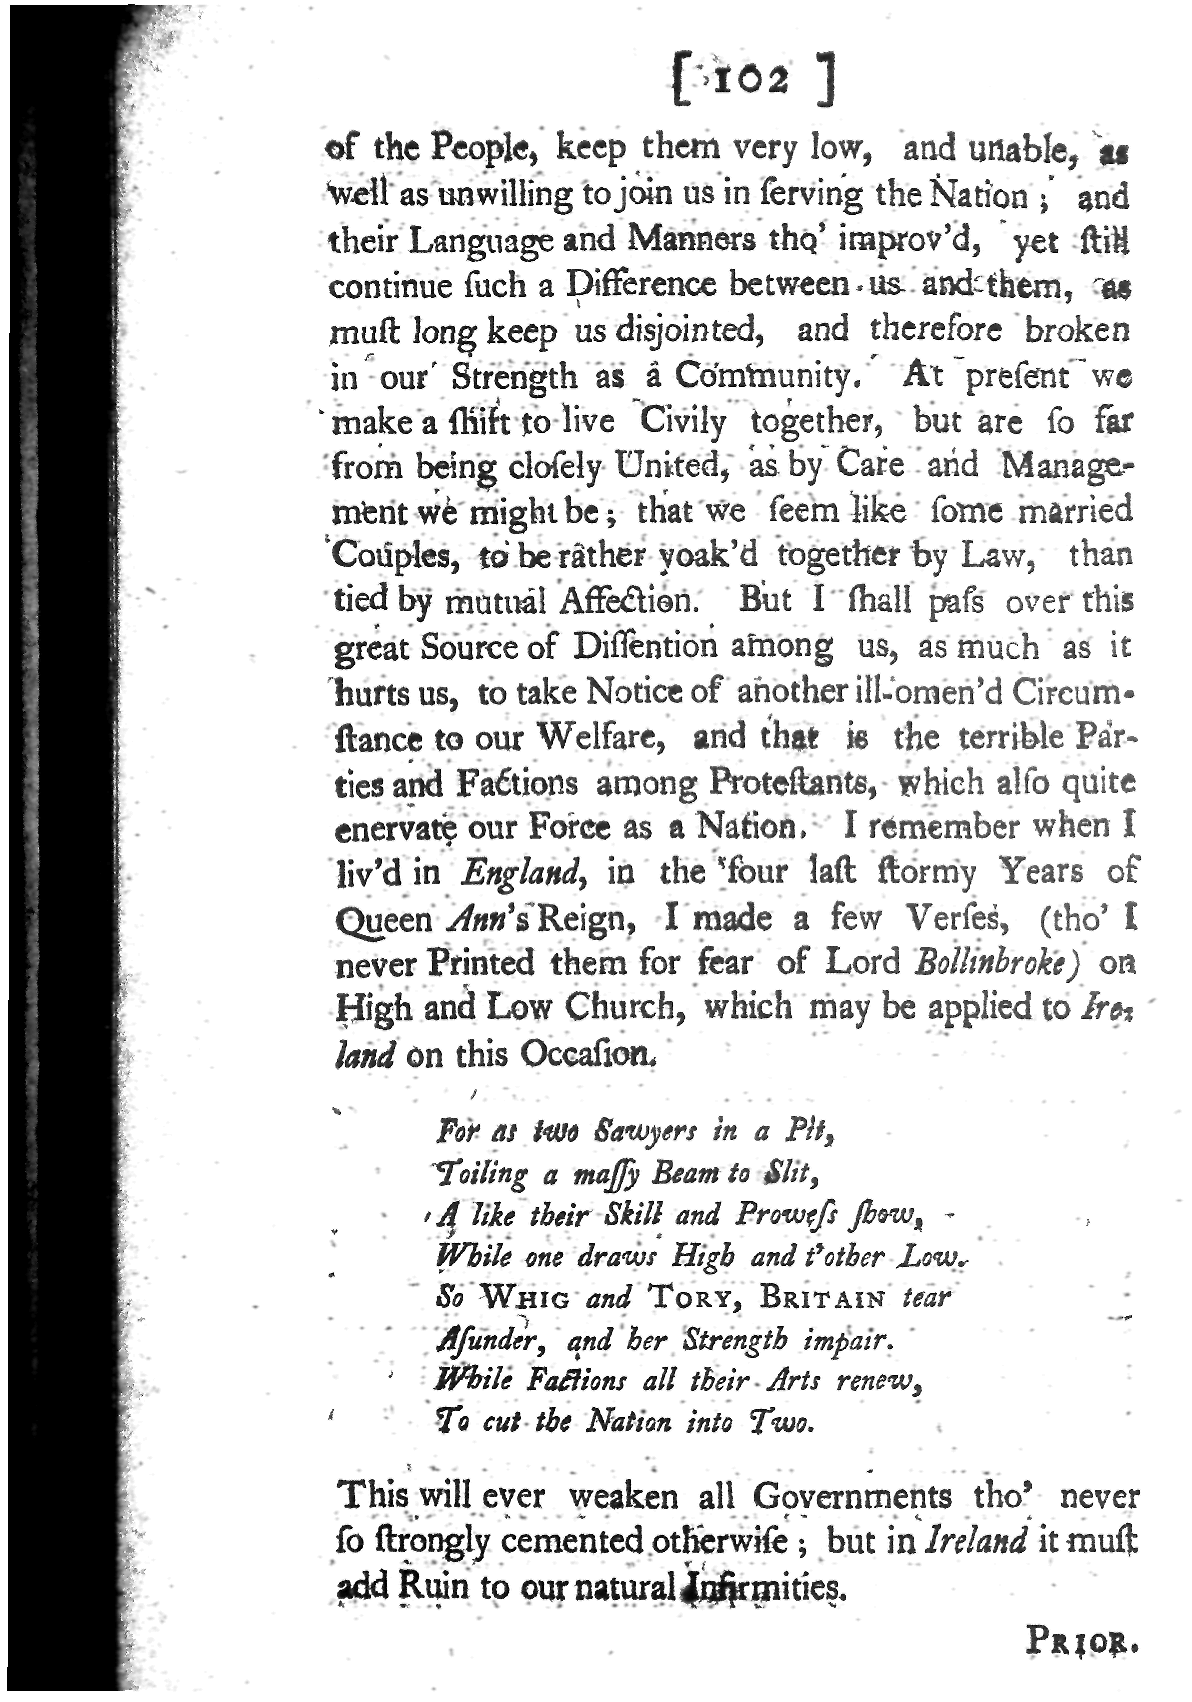 [ 102 ]
of the People, keep them very low, and unable, as
well as unwilling to join us in ſerving the Nation; and
their Language and Manners tho' improv'd, yet ſtill
continue ſuch a Difference between us and them, as
muſt long keep us disjointed, and therefore broken
in our Strength as a Community. At preſent we
make a ſhift to live Civily together, but are ſo far
from being cloſely United, as by Care and Manage-
ment we might be; that we ſeem like ſome married
Couples, to be rather yoak'd together by Law, than
tied by mutual Affection. But I ſhall paſs over this
great Source of Diſſention among us, as much as it
hurts us, to take Notice of another ill-omen'd Circum-
ſtance to our Welfare, and that is the terrible Par-
ties and Factions among Proteſtants, which alſo quite
enervate our Force as a Nation. I remember when I
liv'd in England, in the four laſt ſtormy Years of
Queen Ann's Reign, I made a few Verſes, (tho' I
never Printed them for fear of Lord Bollinbroke) on
High and Low Church, which may be applied to Ire-
land on this Occaſion.
For as two Sawyers in a Pit,
Toiling a maſſy Beam to Slit,
A like their Skill and Proweſs ſhow,
While one draws High and t'other Low.
So WHIG and TORY, BRITAIN tear
Aſunder, and her Strength impair.
While Factions all their Arts renew,
To cut the Nation into Two.
This will ever weaken all Governments tho' never
ſo ſtrongly cemented otherwiſe; but in Ireland it muſt
add Ruin to our natural Infirmities.
PRIOR.